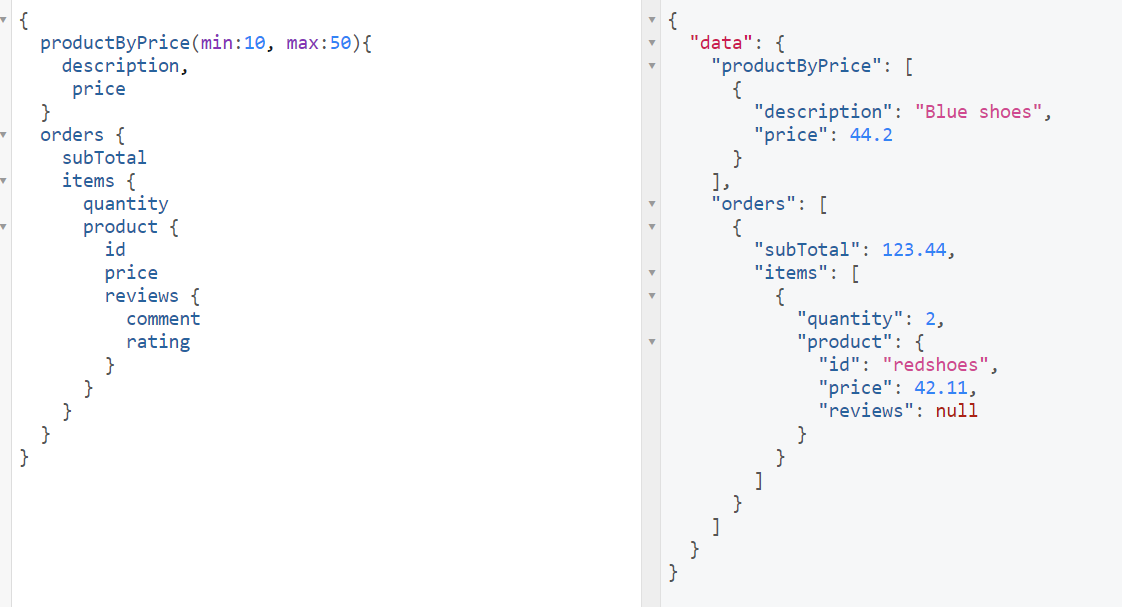 {
  productByPrice(min:10, max:50){
    description,
     price
  }
  orders {
    subTotal
    items {
      quantity
      product {
        id
        price
        reviews {
          comment
          rating
        }
      }
    }
  }
}
{
  "data": {
    "productByPrice": [
      {
        "description": "Blue shoes",
        "price": 44.2
      }
    ],
    "orders": [
      {
        "subTotal": 123.44,
        "items": [
          {
            "quantity": 2,
            "product": {
              "id": "redshoes",
              "price": 42.11,
              "reviews": null
            }
          }
        ]
      }
    ]
  }
}